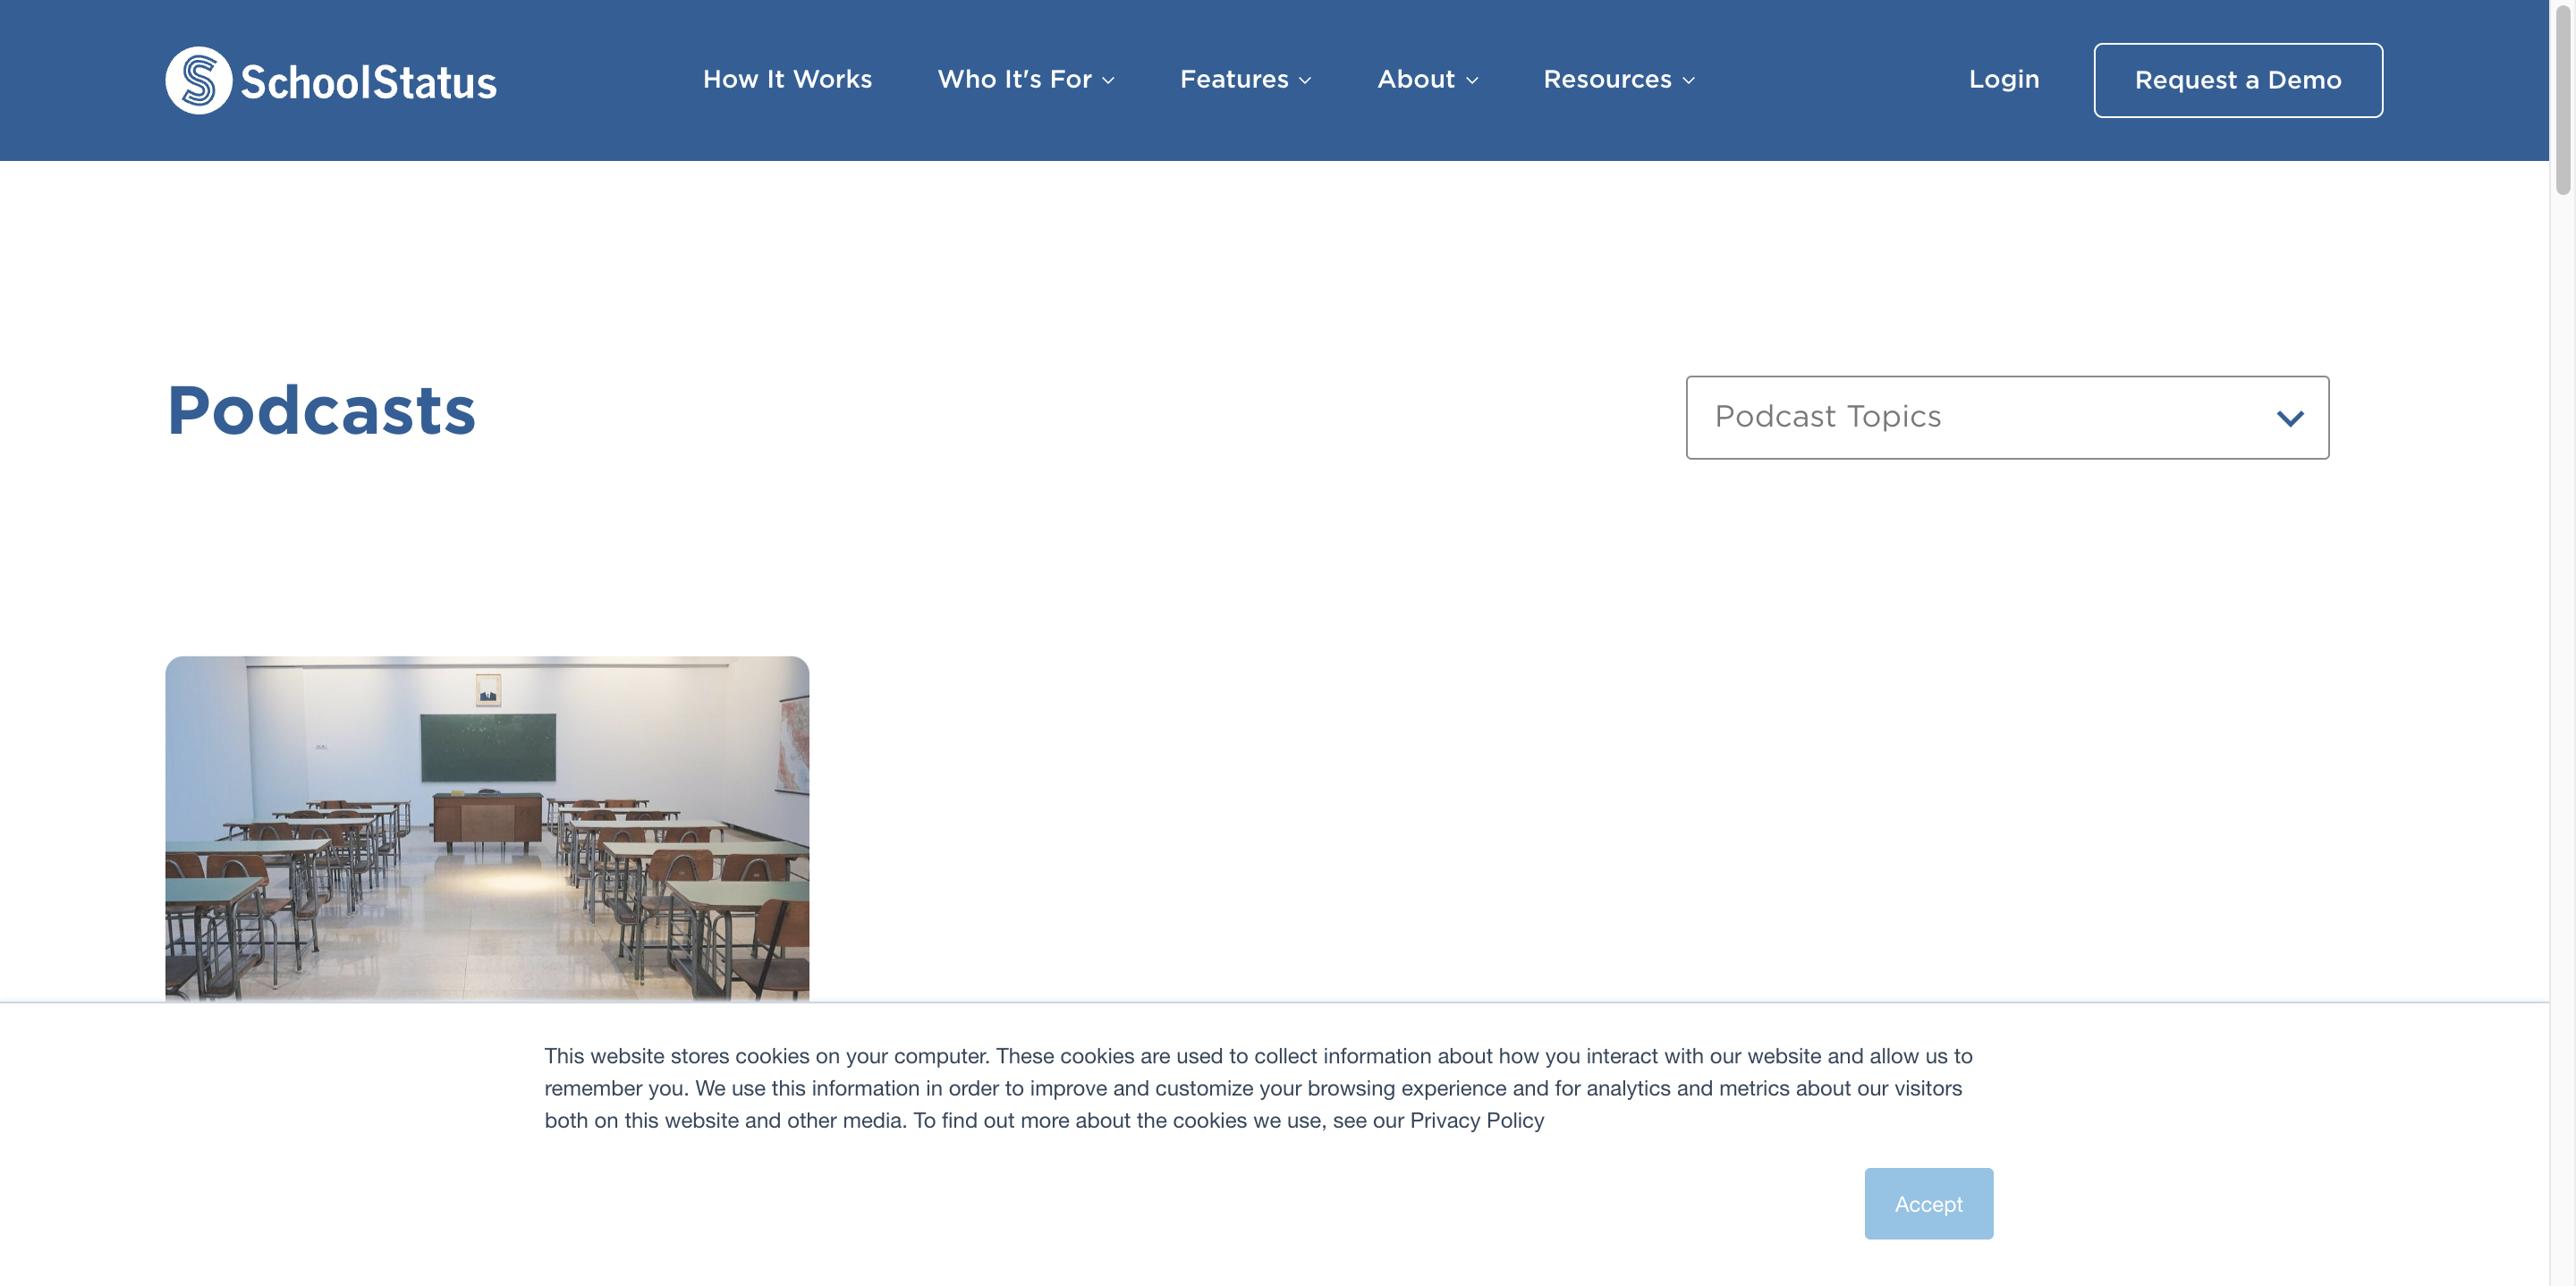 SchoolStatus
How It Works
Who It's For
Features
About
Resources
Login
Request a Demo
Podcasts
Podcast Topics
This website stores cookies on your computer. These cookies are used to collect information about how you interact with our website and allow us to
remember you. We use this information in order to improve and customize your browsing experience and for analytics and metrics about our visitors
both on this website and other media. To find out more about the cookies we use, see our Privacy Policy
Accept